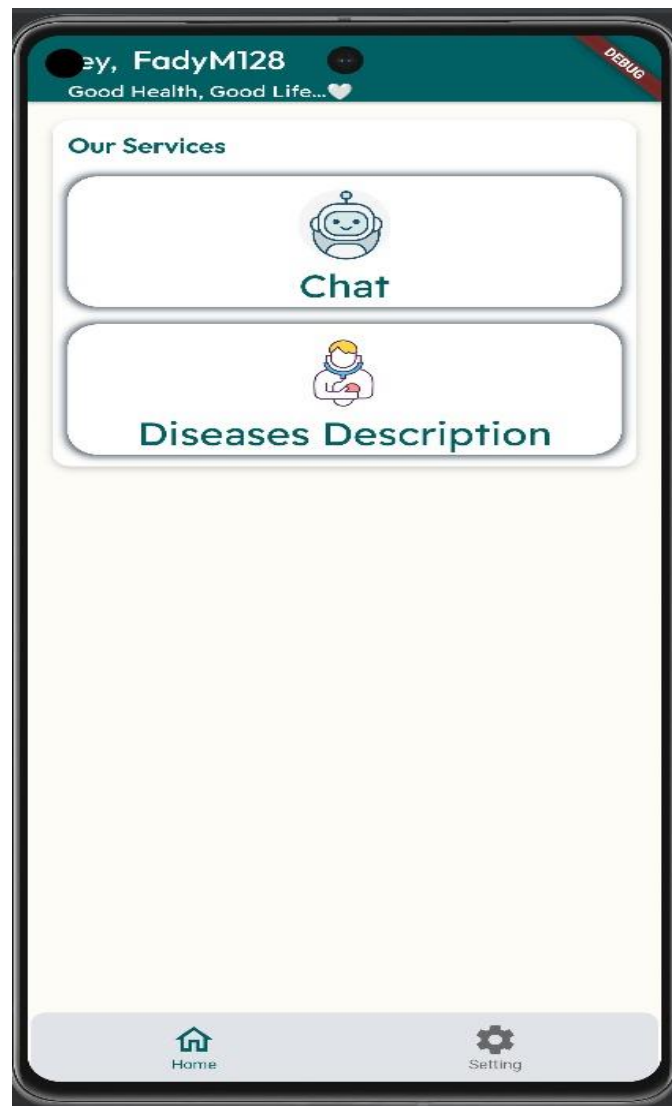 ey, FadyM128
DEBUG
Good Health, Good Life...🤍
Our Services
Chat
Diseases Description
Home
Setting